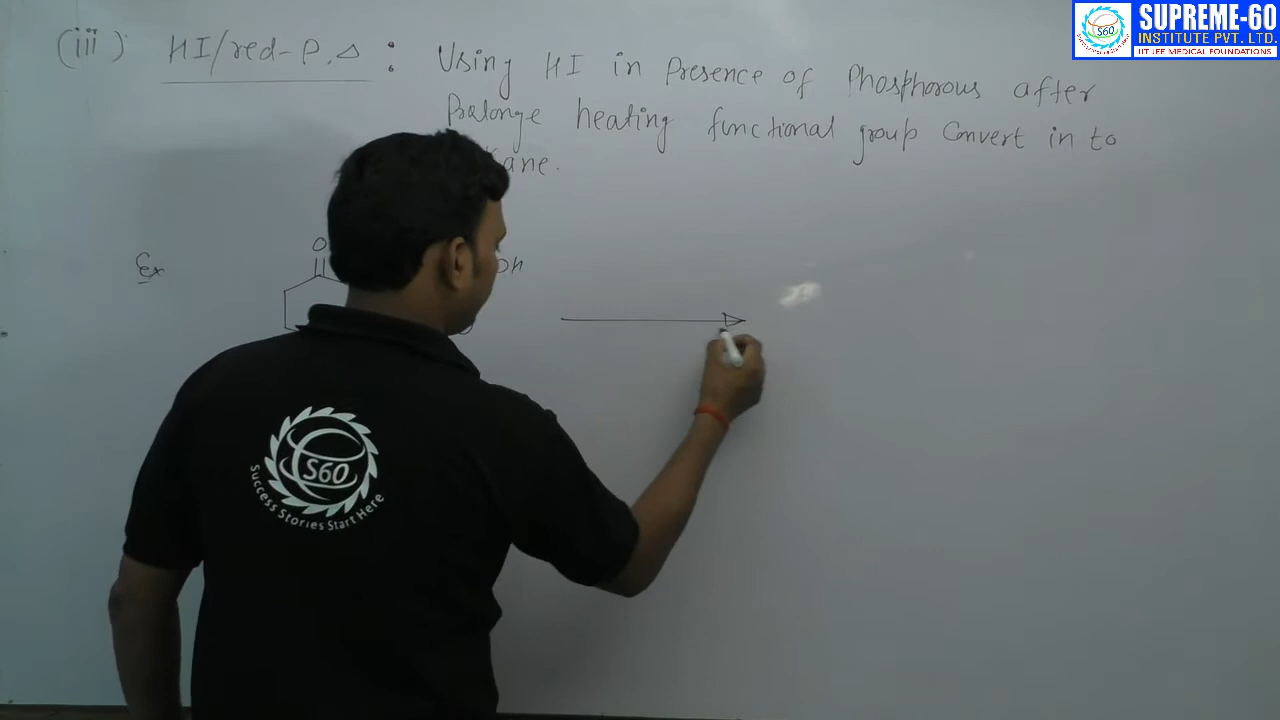 (iii) HI/red-P, Δ : Using HI in Presence of Phosphorous after
Prolonge heating functional group Convert in to
ane.
Ex
O
OH
SUPREME-60
INSTITUTE PVT. LTD.
IIT JEE MEDICAL FOUNDATIONS
S60
S60
Success Stories Start Here